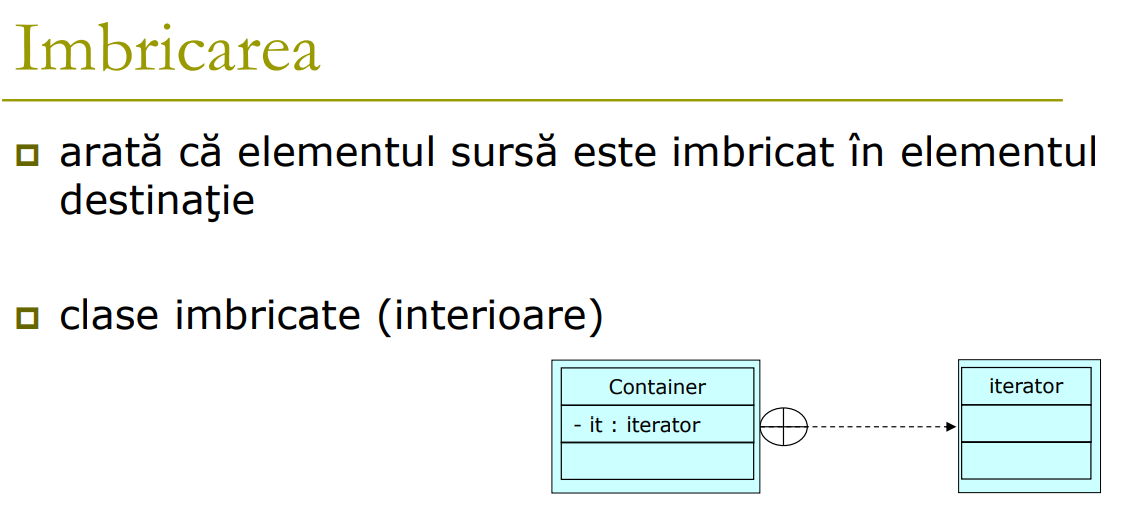 Imbricarea
arată că elementul sursă este imbricat în elementul
destinaţie
clase imbricate (interioare)
Container
- it : iterator
iterator